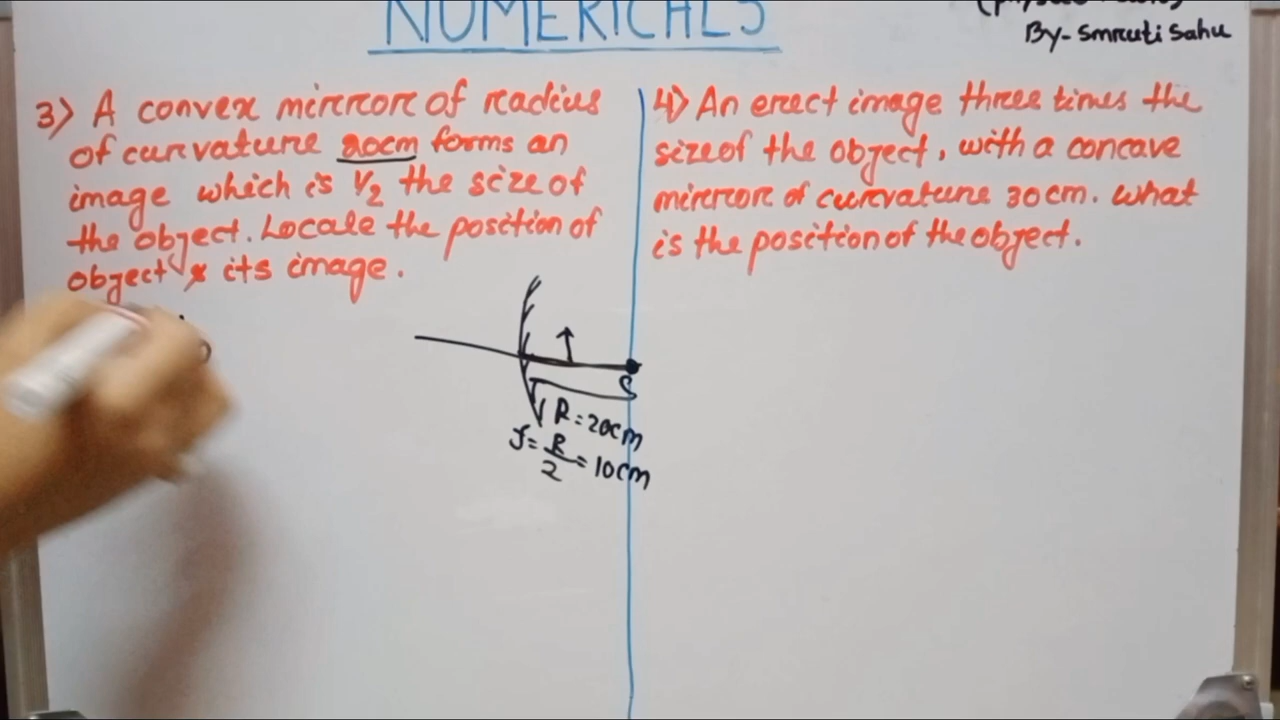 NUMERICALS
By-Smruti Sahu
3) A convex mirror of radius
of curvature 20cm forms an
image which is 1/2 the size of
the object. Locale the position of
object & its image.
4) An erect image three times the
size of the object, with a concave
mirror of curvature 30cm. What
is the position of the object.
C
R=20cm
f=R/2=10cm